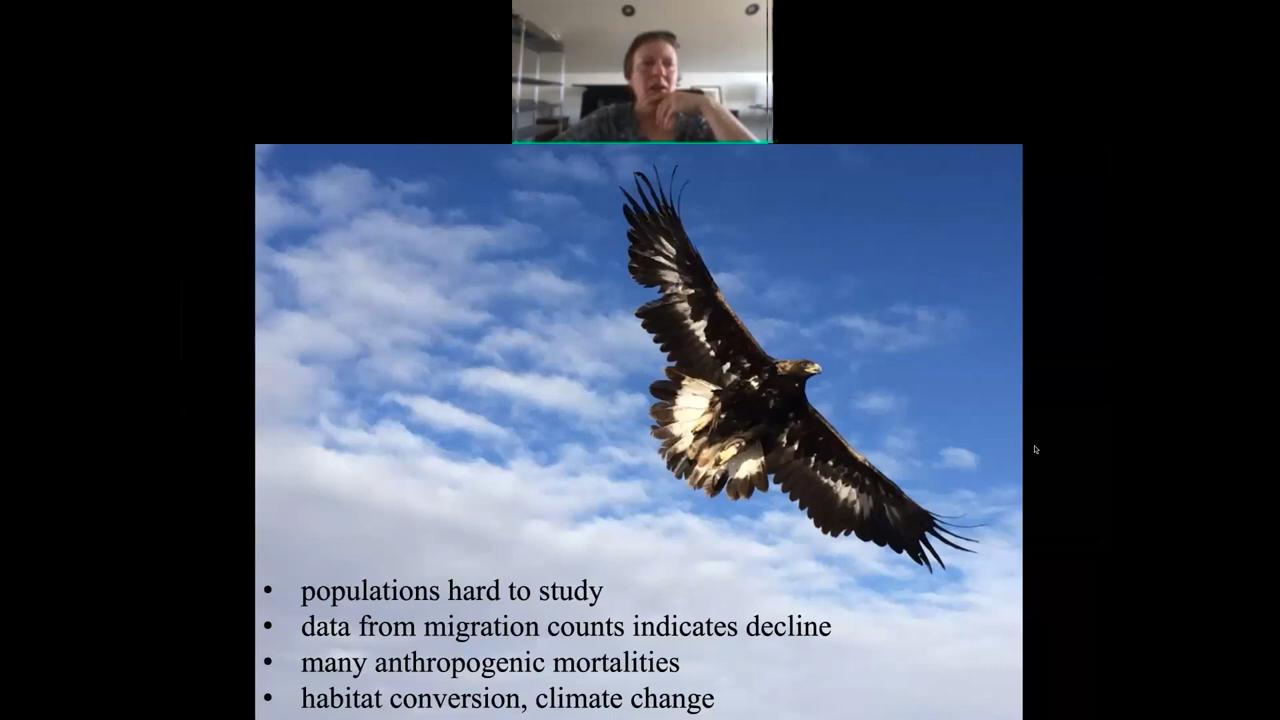 • populations hard to study
• data from migration counts indicates decline
• many anthropogenic mortalities
• habitat conversion, climate change